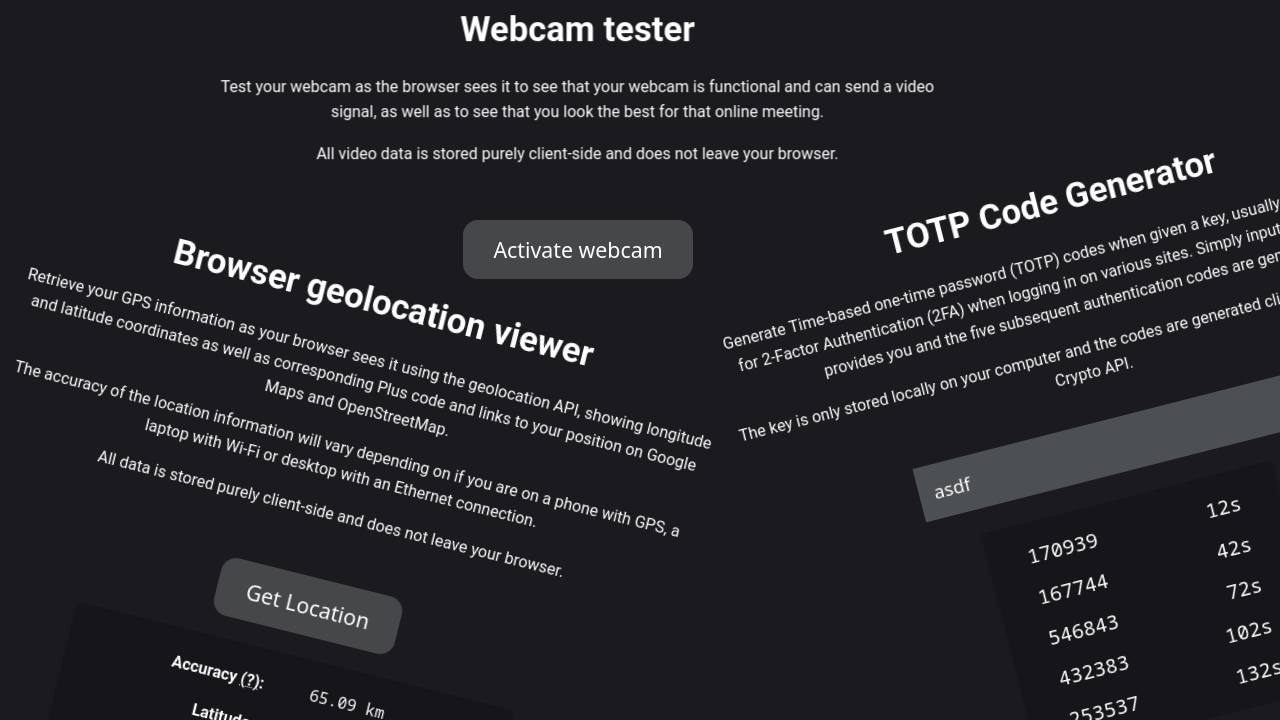 Webcam tester
Test your webcam as the browser sees it to see that your webcam is functional and can send a video
signal, as well as to see that you look the best for that online meeting.
All video data is stored purely client-side and does not leave your browser.
Activate webcam
Browser geolocation viewer
Retrieve your GPS information as your browser sees it using the geolocation API, showing longitude
and latitude coordinates as well as corresponding Plus code and links to your position on Google
Maps and OpenStreetMap.
The accuracy of the location information will vary depending on if you are on a phone with GPS, a
laptop with Wi-Fi or desktop with an Ethernet connection.
All data is stored purely client-side and does not leave your browser.
Get Location
Accuracy (?): 65.09 km
TOTP Code Generator
Generate Time-based one-time password (TOTP) codes when given a key, usually
for 2-Factor Authentication (2FA) when logging in on various sites. Simply input
provides you and the five subsequent authentication codes are
The key is only stored locally on your computer and the codes are generated
Crypto API.
asdf
170939 12s
167744 42s
546843 72s
432383 102s
253537 132s